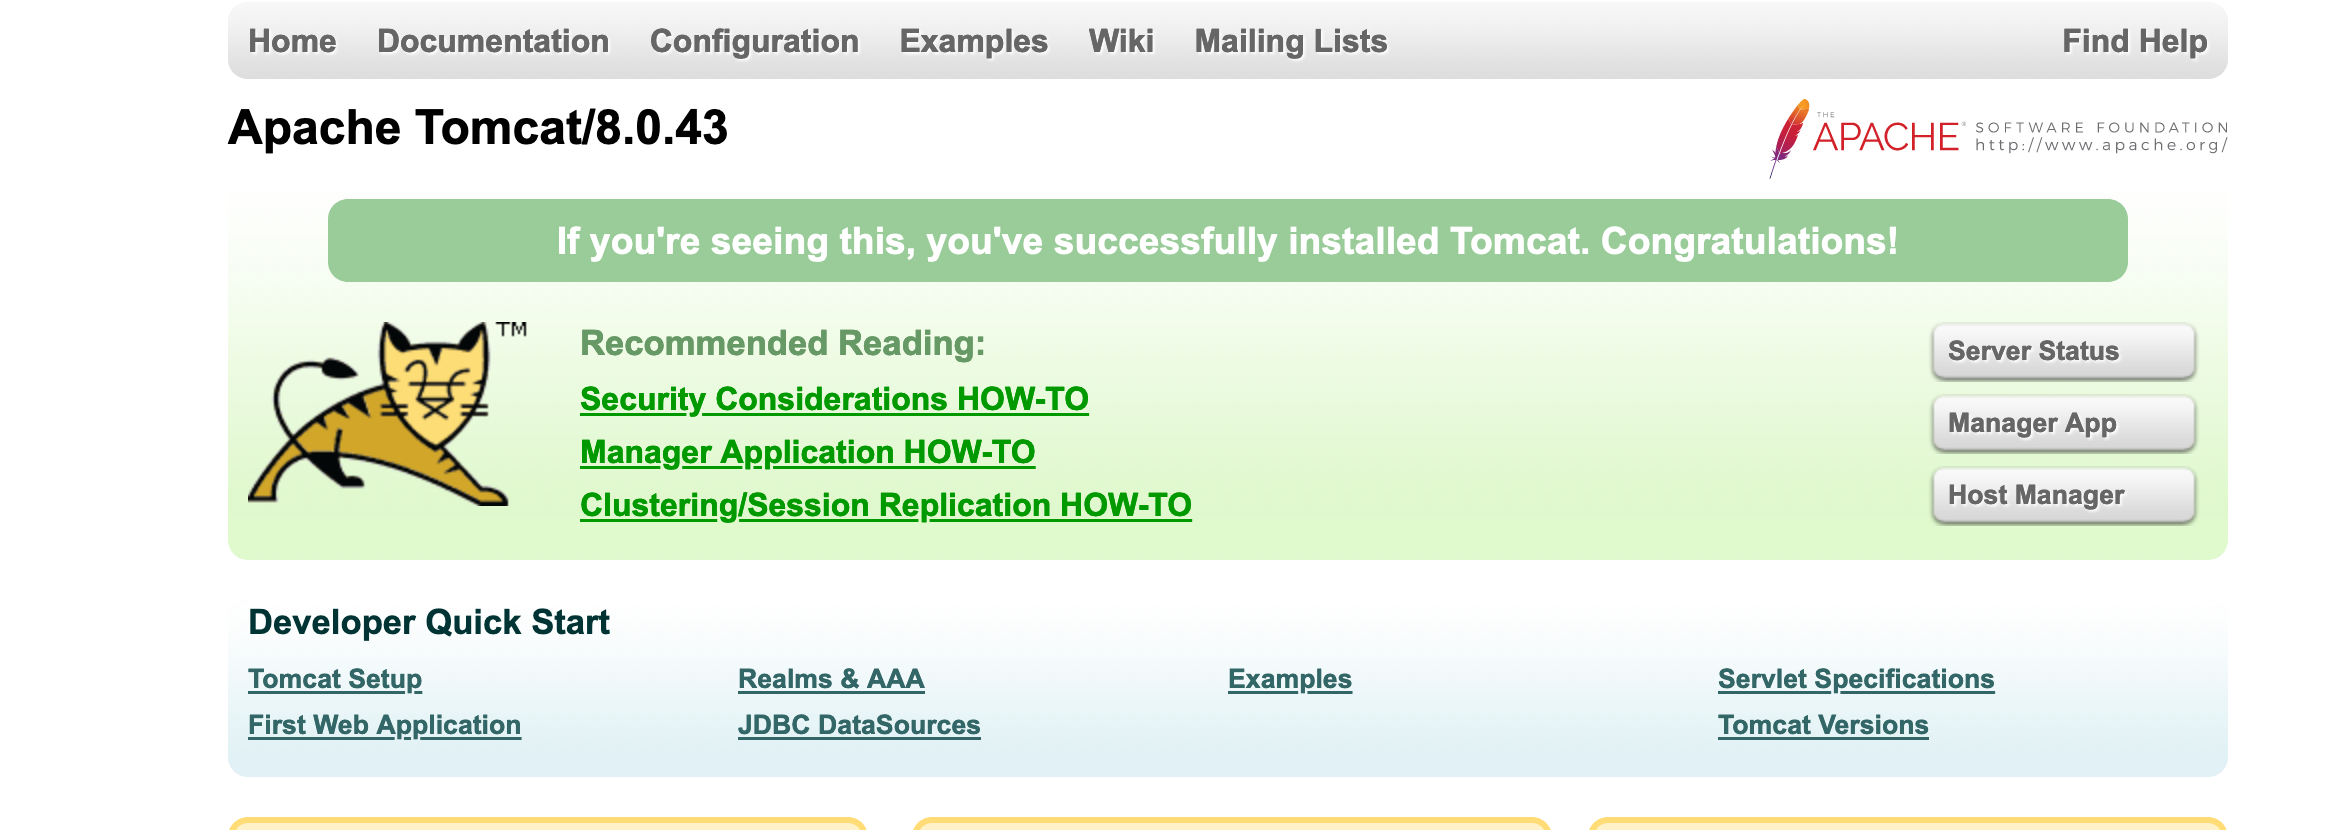 Home Documentation Configuration Examples Wiki Mailing Lists Find Help
Apache Tomcat/8.0.43
THE APACHE® SOFTWARE FOUNDATION
http://www.apache.org/
If you're seeing this, you've successfully installed Tomcat. Congratulations!
TM
Recommended Reading:
Security Considerations HOW-TO
Manager Application HOW-TO
Clustering/Session Replication HOW-TO
Server Status
Manager App
Host Manager
Developer Quick Start
Tomcat Setup
First Web Application
Realms & AAA
JDBC DataSources
Examples
Servlet Specifications
Tomcat Versions